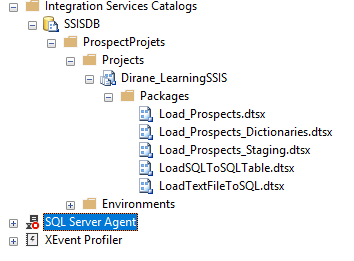 Integration Services Catalogs
SSISDB
ProspectProjets
Projects
Dirane_LearningSSIS
Packages
Load_Prospects.dtsx
Load_Prospects_Dictionaries.dtsx
Load_Prospects_Staging.dtsx
LoadSQLToSQLTable.dtsx
LoadTextFileToSQL.dtsx
Environments
SQL Server Agent
XEvent Profiler